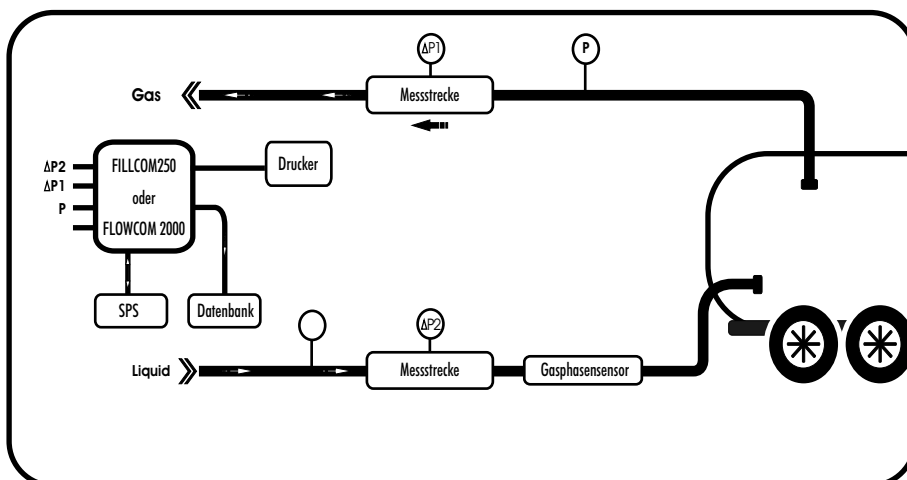 ΔP1
P
Gas
Messstrecke
ΔP2
ΔP1
P
FILLCOM250
oder
FLOWCOM 2000
Drucker
SPS
Datenbank
ΔP2
Liquid
Messstrecke
Gasphasensensor